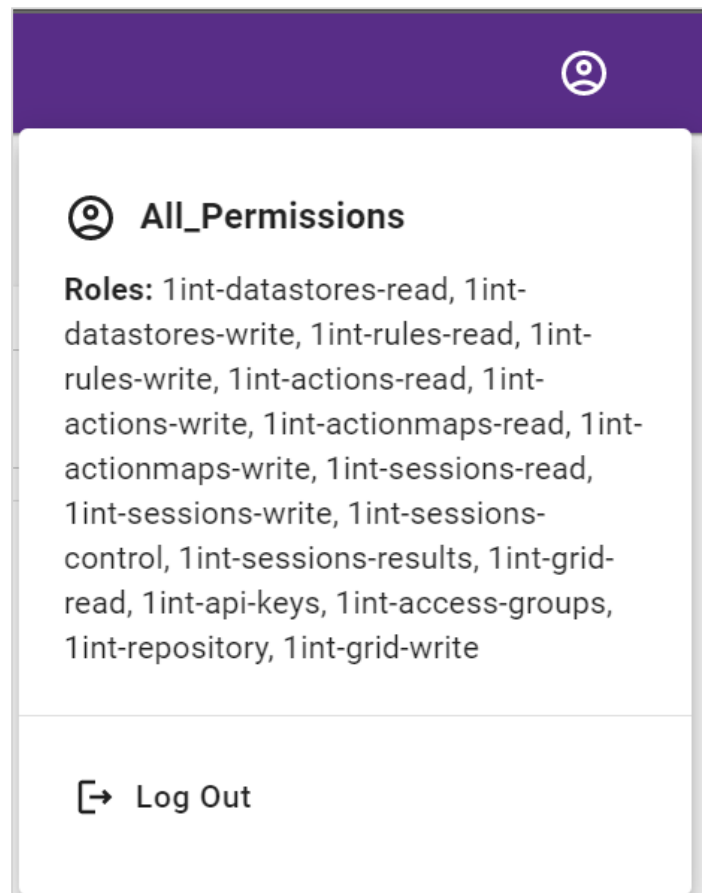 All_Permissions
Roles: 1int-datastores-read, 1int-
datastores-write, 1int-rules-read, 1int-
rules-write, 1int-actions-read, 1int-
actions-write, 1int-actionmaps-read, 1int-
actionmaps-write, 1int-sessions-read,
1int-sessions-write, 1int-sessions-
control, 1int-sessions-results, 1int-grid-
read, 1int-api-keys, 1int-access-groups,
1int-repository, 1int-grid-write
Log Out